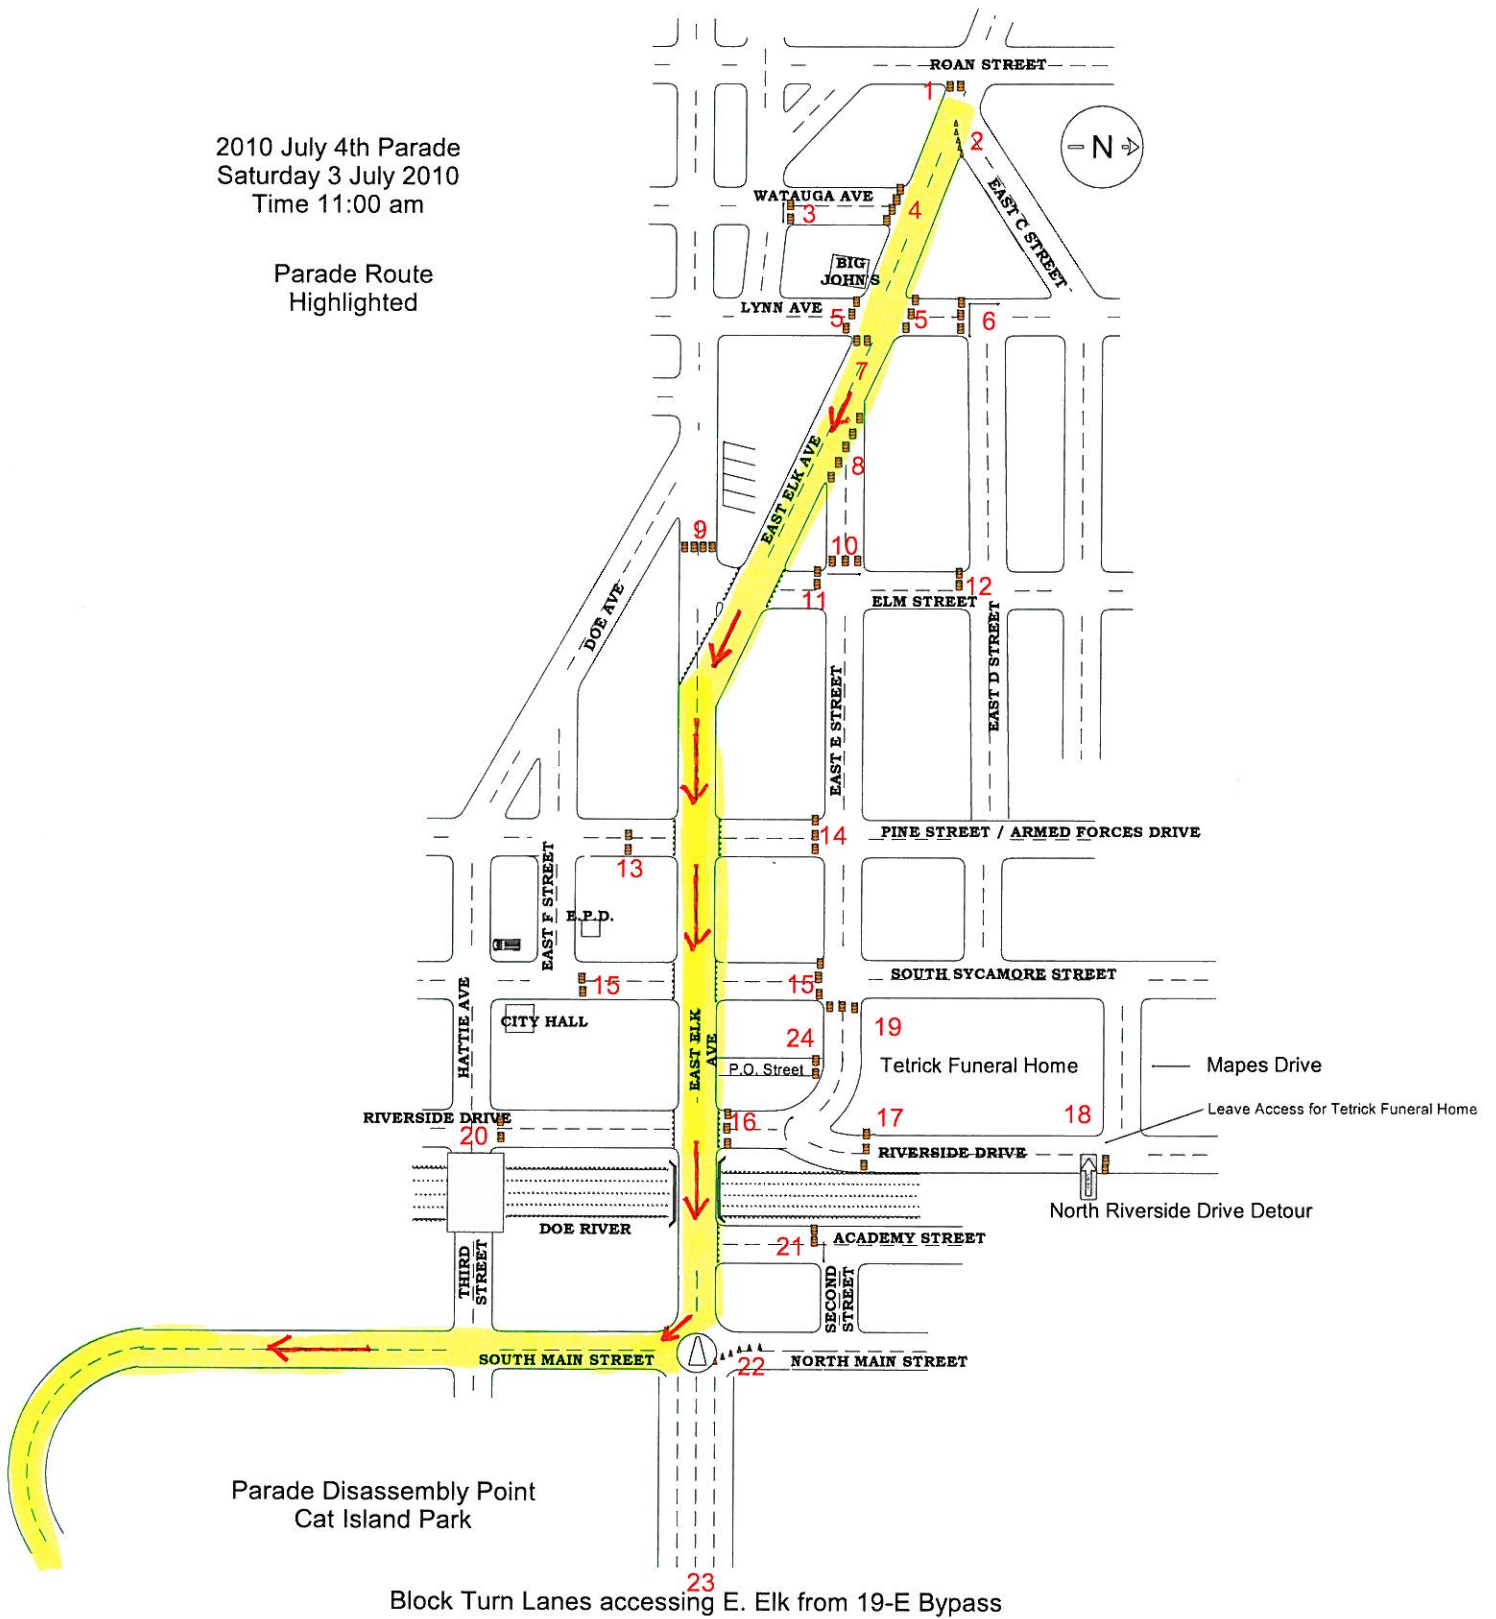 ROAN STREET
1
2
2010 July 4th Parade
Saturday 3 July 2010
Time 11:00 am
N
WATAUGA AVE
3
4
EAST C STREET
Parade Route
Highlighted
BIG
JOHN'S
LYNN AVE
5
5
6
7
EAST ELK AVE
8
9
10
11
12
ELM STREET
DOE AVE
EAST D STREET
EAST E STREET
13
14
PINE STREET / ARMED FORCES DRIVE
EAST F STREET
E.P.D.
15
15
SOUTH SYCAMORE STREET
HATTIE AVE
CITY HALL
EAST ELK
AVE
24
19
P.O. Street
Tetrick Funeral Home
Mapes Drive
RIVERSIDE DRIVE
20
16
17
18
Leave Access for Tetrick Funeral Home
RIVERSIDE DRIVE
North Riverside Drive Detour
DOE RIVER
21
ACADEMY STREET
THIRD
STREET
SECOND
STREET
SOUTH MAIN STREET
22
NORTH MAIN STREET
Parade Disassembly Point
Cat Island Park
23
Block Turn Lanes accessing E. Elk from 19-E Bypass